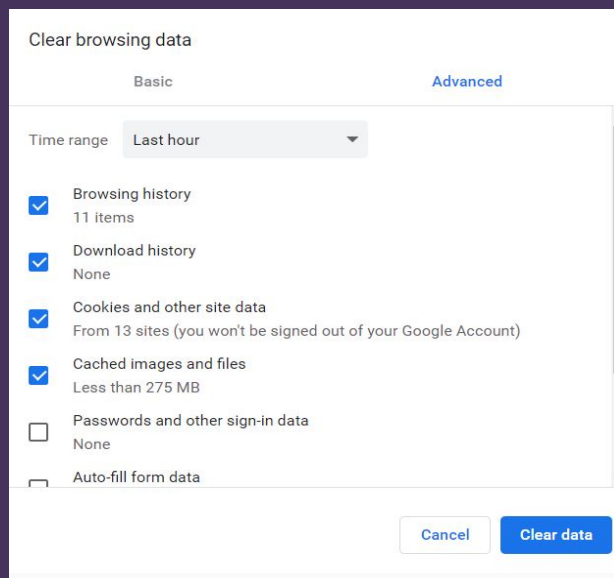 Clear browsing data
Basic
Advanced
Time range
Last hour
Browsing history
11 items
Download history
None
Cookies and other site data
From 13 sites (you won't be signed out of your Google Account)
Cached images and files
Less than 275 MB
Passwords and other sign-in data
None
Auto-fill form data
Cancel
Clear data